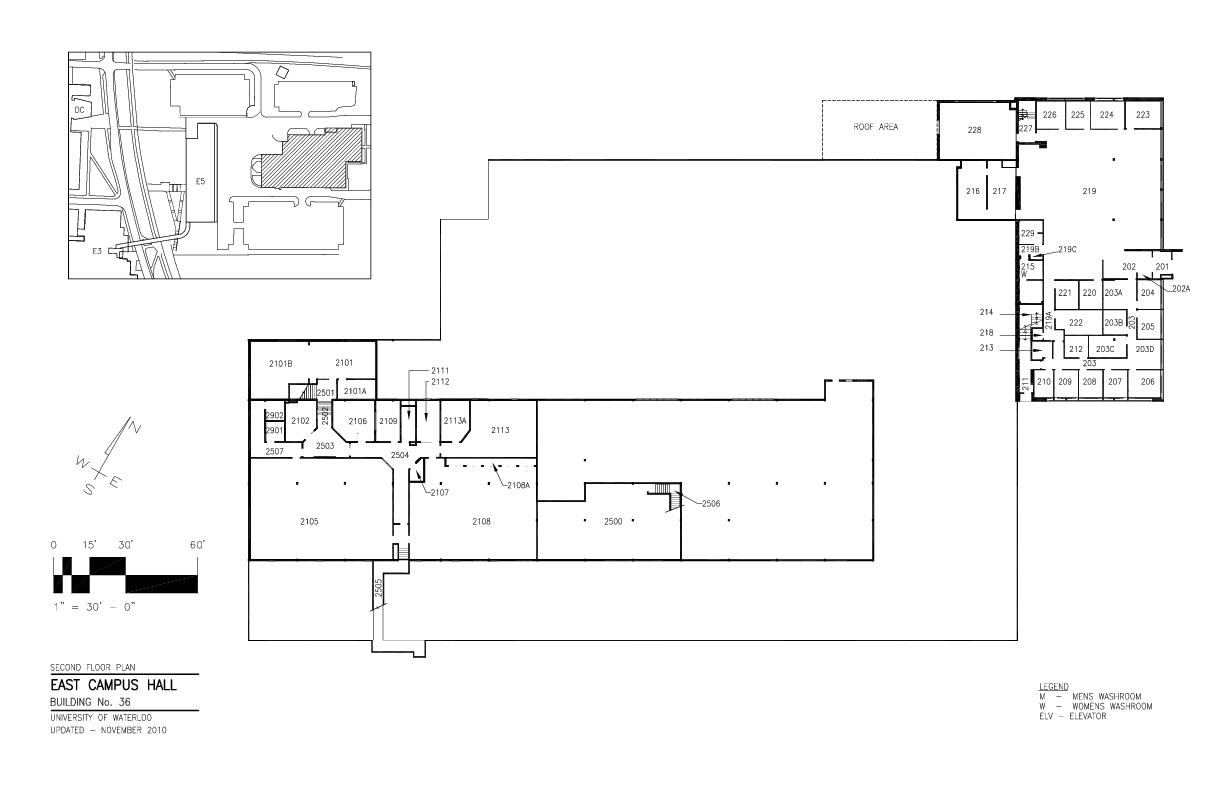 DC
E5
E3
ROOF AREA
228
227
226
225
224
223
216
217
219
229
219B
219C
215
W
202
201
202A
221
220
203A
204
214
219A
222
203B
203
205
218
213
212
203C
203D
203
211
210
209
208
207
206
2101B
2101
2101A
2501
2111
2112
2902
2901
2102
2502
2106
2109
2113A
2113
2507
2503
2504
2107
2108A
2105
2108
2500
2506
2505
N
W
E
S
0 15' 30' 60'
1" = 30' - 0"
SECOND FLOOR PLAN
EAST CAMPUS HALL
BUILDING No. 36
UNIVERSITY OF WATERLOO
UPDATED - NOVEMBER 2010
LEGEND
M - MENS WASHROOM
W - WOMENS WASHROOM
ELV - ELEVATOR